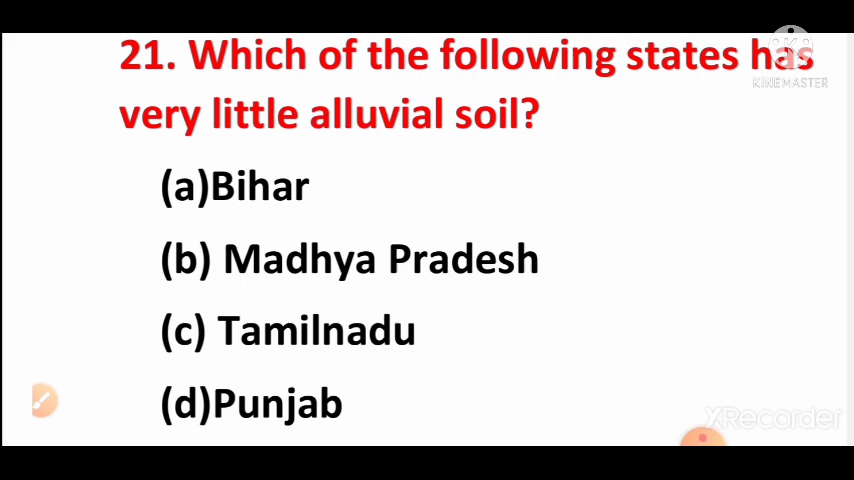 21. Which of the following states has
KINEMASTER
very little alluvial soil?
(a)Bihar
(b) Madhya Pradesh
(c) Tamilnadu
(d)Punjab
XRecorder